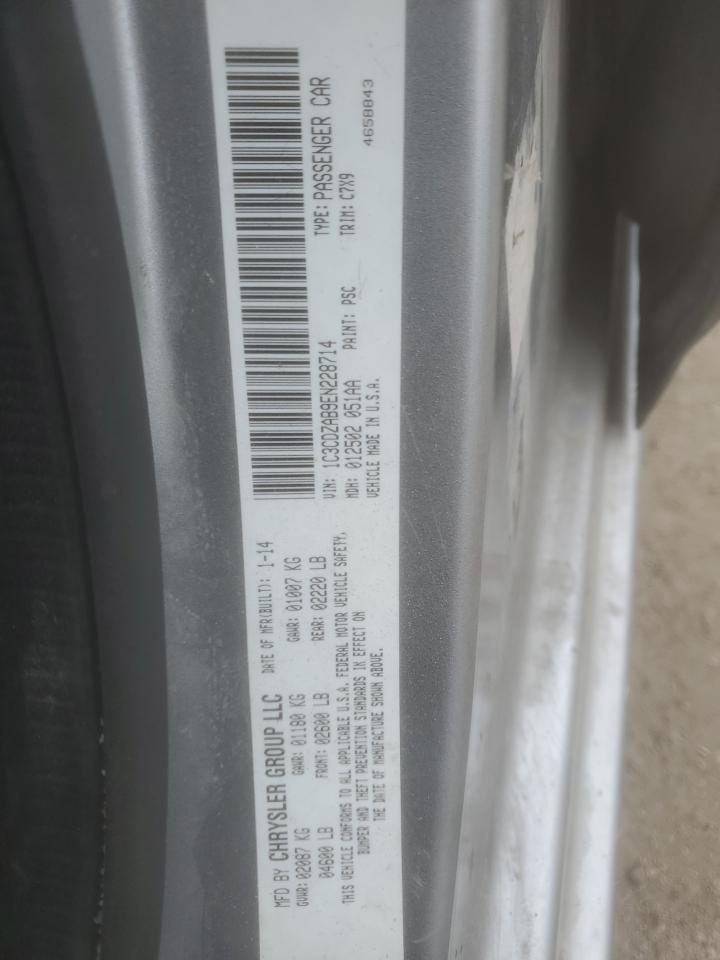 MFD BY CHRYSLER GROUP LLC
DATE OF MFR(BUILT): 1-14
GVWR: 02087 KG
GAWR: 01180 KG
GAWR: 01007 KG
04600 LB
FRONT: 02600 LB
REAR: 02220 LB
THIS VEHICLE CONFORMS TO ALL APPLICABLE U.S.A. FEDERAL MOTOR VEHICLE SAFETY,
BUMPER AND THEFT PREVENTION STANDARDS IN EFFECT ON
THE DATE OF MANUFACTURE SHOWN ABOVE.
VIN: 1C3CDZAB9EN228714
TYPE: PASSENGER CAR
MDH: 012502 051AA
PAINT: PSC
TRIM: C7X9
VEHICLE MADE IN U.S.A.
4658843